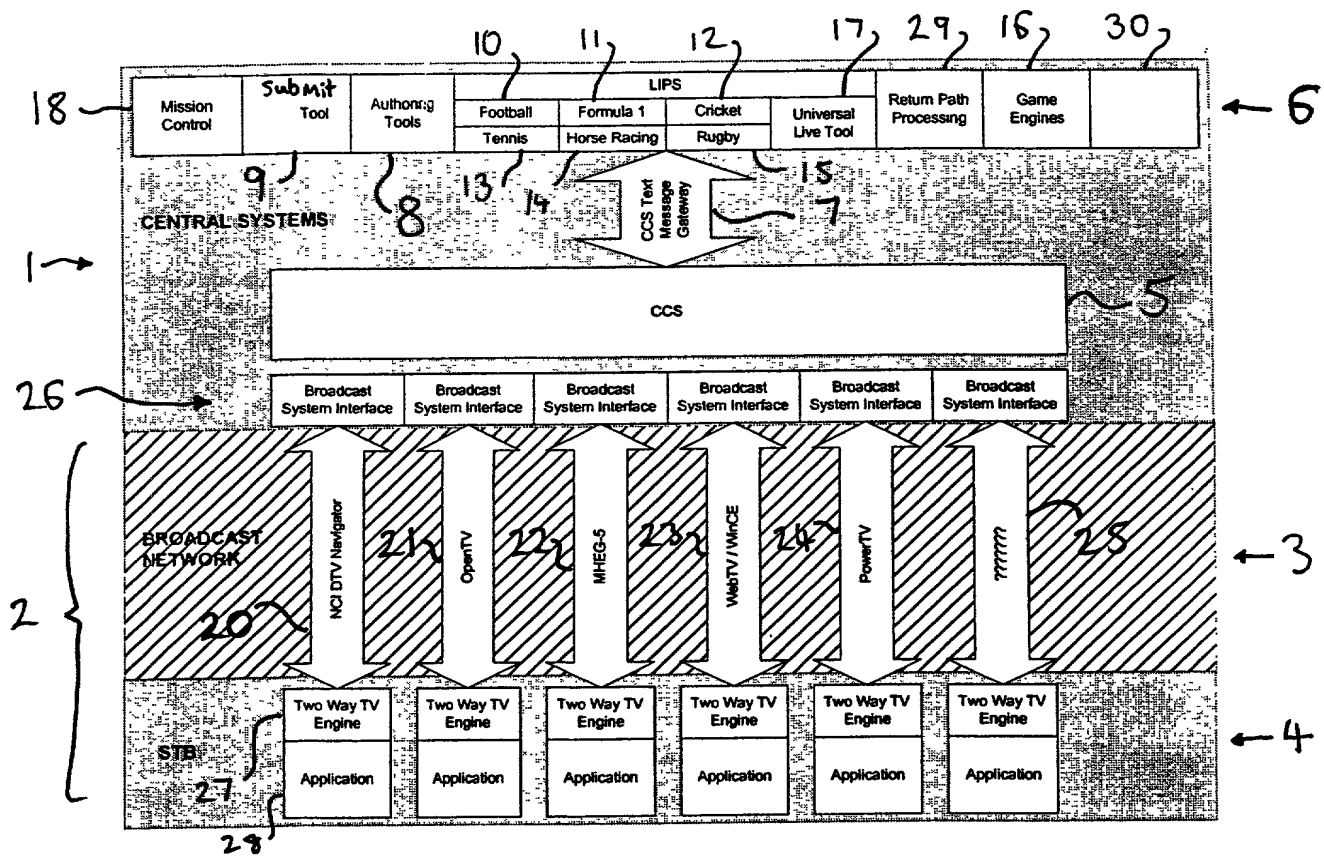 10 11 12 17 29 16 30
LIPS
18 Mission Control
Submit Tool
Authoring Tools
Football
Formula 1
Cricket
Tennis
Horse Racing
Rugby
Universal Live Tool
Return Path Processing
Game Engines
6
9 8 13 14 15
CCS Text Message Gateway
7
CENTRAL SYSTEMS
1
CCS
5
26
Broadcast System Interface
Broadcast System Interface
Broadcast System Interface
Broadcast System Interface
Broadcast System Interface
Broadcast System Interface
2
BROADCAST NETWORK
20
NCI DTV Navigator
21
OpenTV
22
MHEG-5
23
WebTV / WinCE
24
PowerTV
???????
25
3
STB
27
28
Two Way TV Engine
Application
Two Way TV Engine
Application
Two Way TV Engine
Application
Two Way TV Engine
Application
Two Way TV Engine
Application
Two Way TV Engine
Application
4